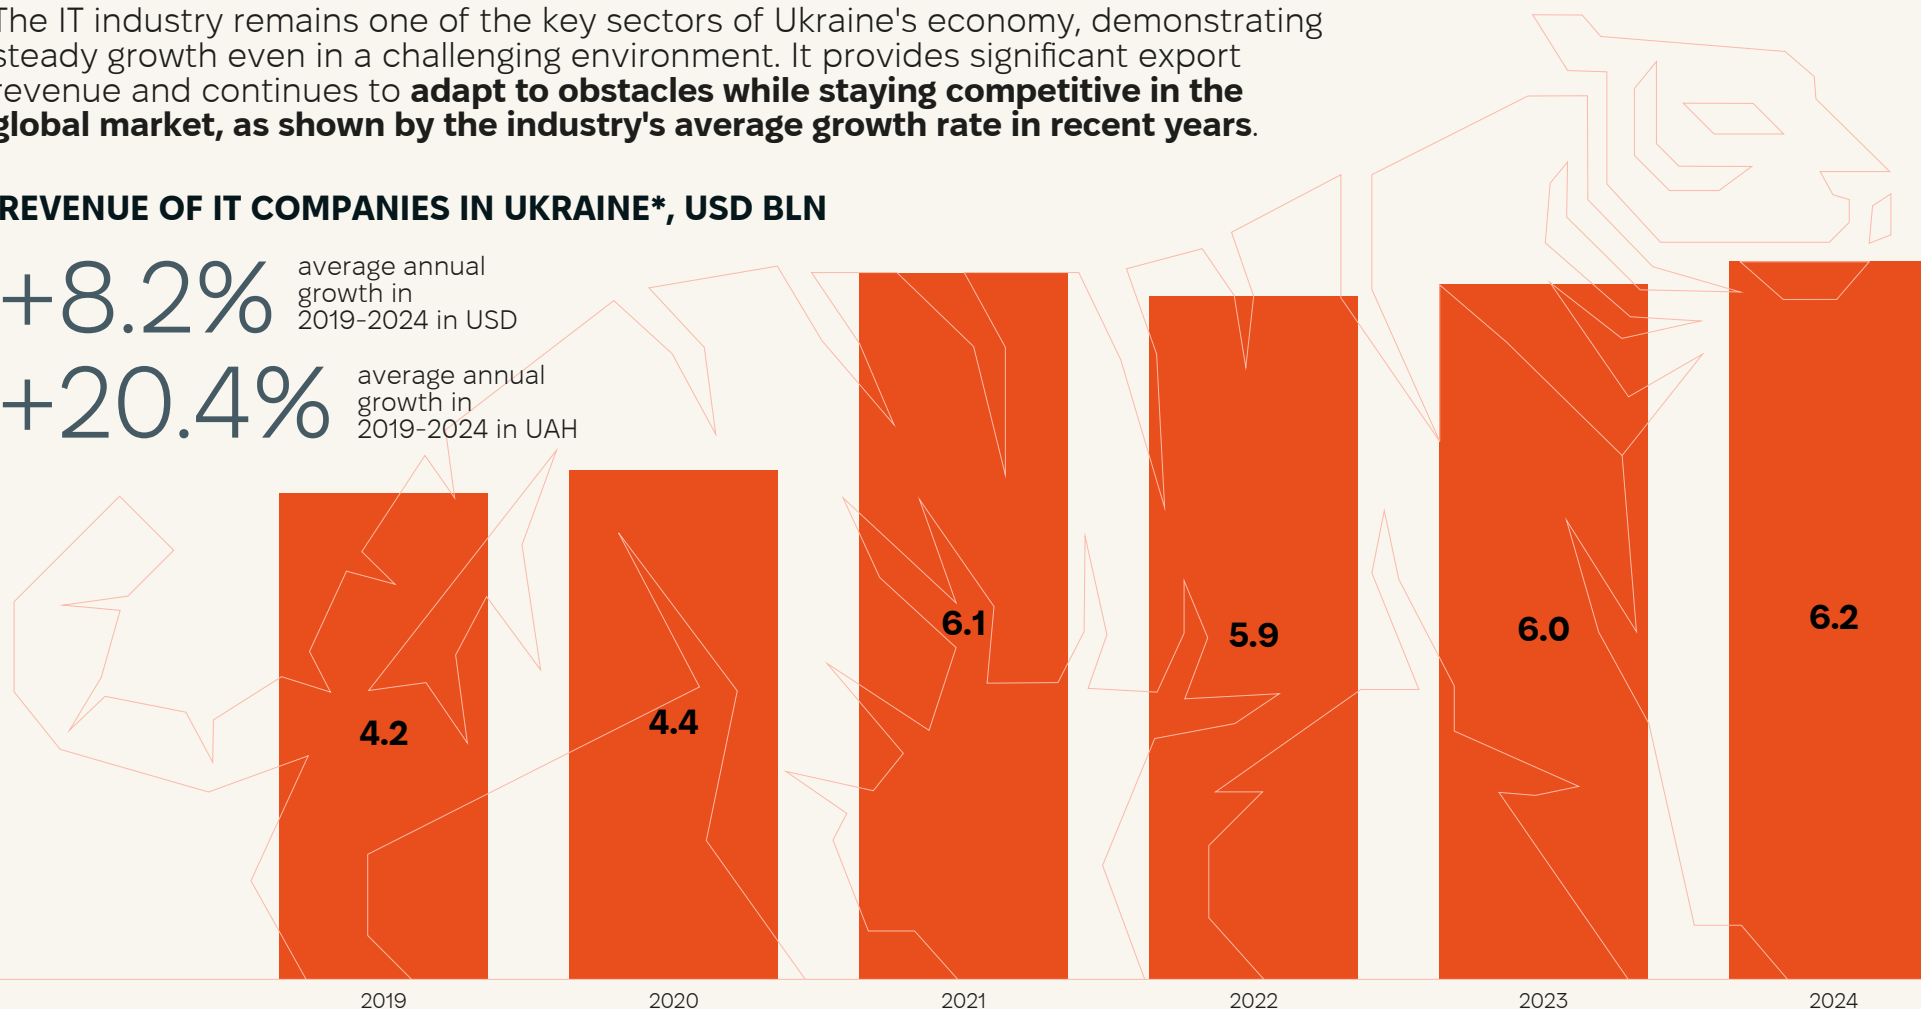 The IT industry remains one of the key sectors of Ukraine's economy, demonstrating
steady growth even in a challenging environment. It provides significant export
revenue and continues to adapt to obstacles while staying competitive in the
global market, as shown by the industry's average growth rate in recent years.
REVENUE OF IT COMPANIES IN UKRAINE*, USD BLN
+8.2%
average annual
growth in
2019-2024 in USD
+20.4%
average annual
growth in
2019-2024 in UAH
4.2
4.4
6.1
5.9
6.0
6.2
2019
2020
2021
2022
2023
2024